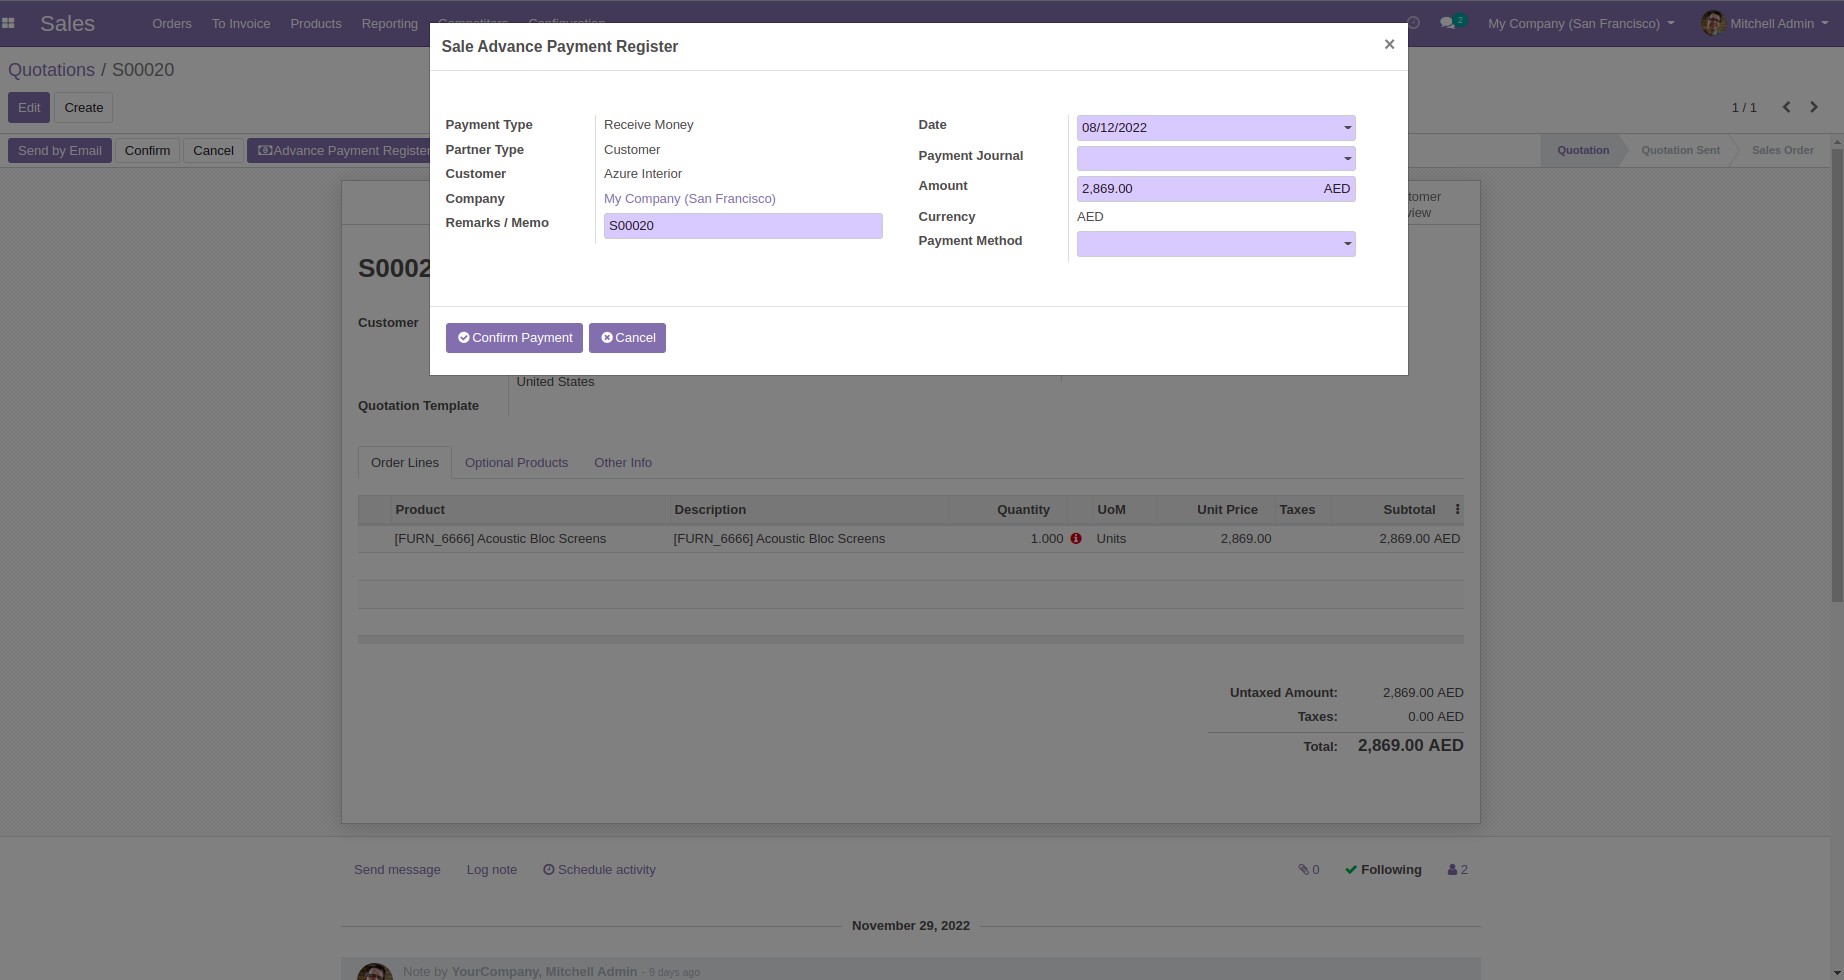 Sales Orders To Invoice Products Reporting Competitors Configuration 2 My Company (San Francisco) Mitchell Admin
Sale Advance Payment Register ×
Quotations / S00020
Edit Create 1 / 1
Send by Email Confirm Cancel Advance Payment Register Quotation Quotation Sent Sales Order
Payment Type Receive Money
Partner Type Customer
Customer Azure Interior
Company My Company (San Francisco)
Remarks / Memo S00020
Date 08/12/2022
Payment Journal
Amount 2,869.00 AED
Currency AED
Payment Method
Confirm Payment Cancel
tomer
view
S0002
Customer
United States
Quotation Template
Order Lines Optional Products Other Info
Product Description Quantity UoM Unit Price Taxes Subtotal
[FURN_6666] Acoustic Bloc Screens [FURN_6666] Acoustic Bloc Screens 1.000 Units 2,869.00 2,869.00 AED
Untaxed Amount: 2,869.00 AED
Taxes: 0.00 AED
Total: 2,869.00 AED
Send message Log note Schedule activity 0 Following 2
November 29, 2022
Note by YourCompany, Mitchell Admin - 9 days ago